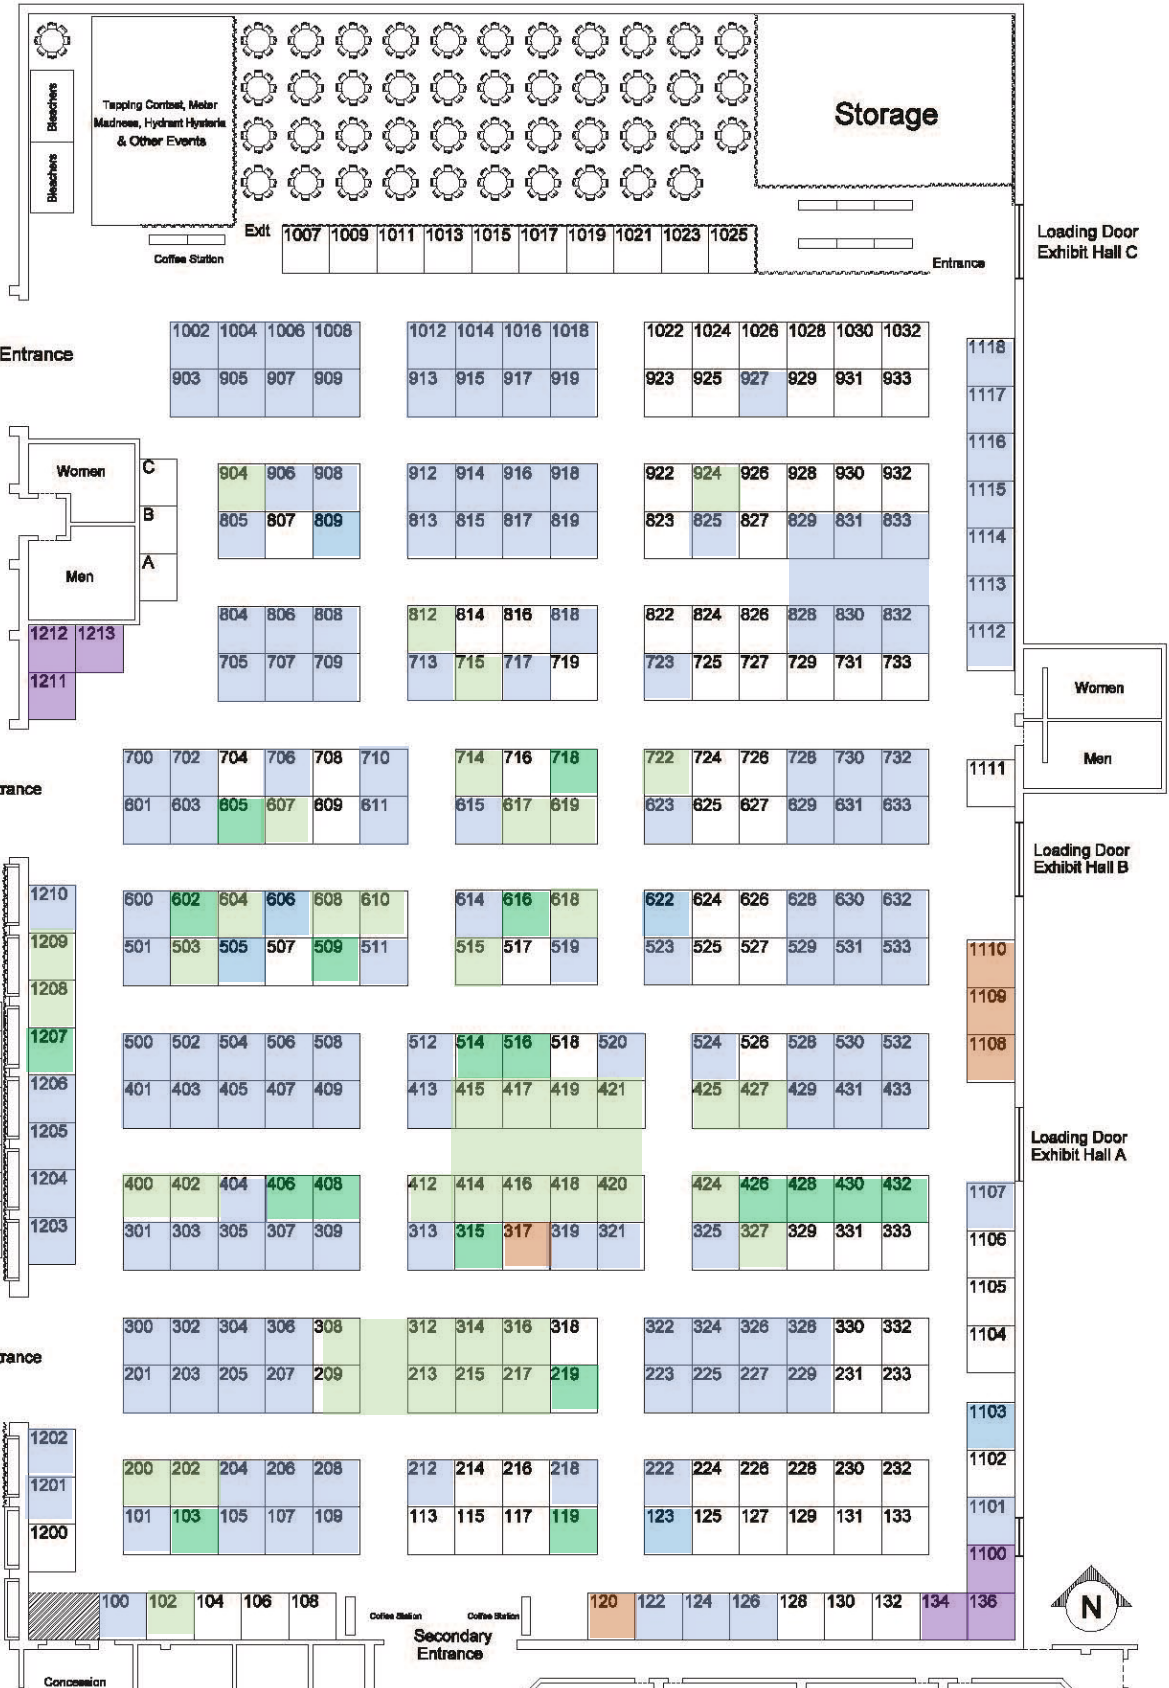 Bleachers
Tapping Contest, Meter
Madness, Hydrant Hysteria
& Other Events
Storage
Bleachers
Exit
1007 1009 1011 1013 1015 1017 1019 1021 1023 1025
Loading Door
Exhibit Hall C
Coffee Station
Entrance
1002 1004 1006 1008 1012 1014 1016 1018 1022 1024 1026 1028 1030 1032
1118
Entrance
903 905 907 909 913 915 917 919 923 925 927 929 931 933
1117
1116
Women C
904 906 908 912 914 916 918 922 924 926 928 930 932
1115
B
805 807 809 813 815 817 819 823 825 827 829 831 833
1114
A
Men
1113
804 806 808 812 814 816 818 822 824 826 828 830 832
1112
1212 1213
705 707 709 713 715 717 719 723 725 727 729 731 733
1211
Women
700 702 704 706 708 710 714 716 718 722 724 726 728 730 732
Men
1111
rance
601 603 605 607 609 611 615 617 619 623 625 627 629 631 633
Loading Door
Exhibit Hall B
1210
600 602 604 606 608 610 614 616 618 622 624 626 628 630 632
1209
501 503 505 507 509 511 515 517 519 523 525 527 529 531 533
1110
1208
1109
1207
500 502 504 506 508 512 514 516 518 520 524 526 528 530 532
1108
1206
401 403 405 407 409 413 415 417 419 421 425 427 429 431 433
1205
Loading Door
Exhibit Hall A
1204
400 402 404 406 408 412 414 416 418 420 424 426 428 430 432
1107
1203
301 303 305 307 309 313 315 317 319 321 325 327 329 331 333
1106
1105
300 302 304 306 308 312 314 316 318 322 324 326 328 330 332
1104
rance
201 203 205 207 209 213 215 217 219 223 225 227 229 231 233
1103
1202
1102
200 202 204 206 208 212 214 216 218 222 224 226 228 230 232
1201
1101
101 103 105 107 109 113 115 117 119 123 125 127 129 131 133
1200
1100
100 102 104 106 108 120 122 124 126 128 130 132 134 136
N
Coffee Station
Coffee Station
Secondary
Entrance
Concession